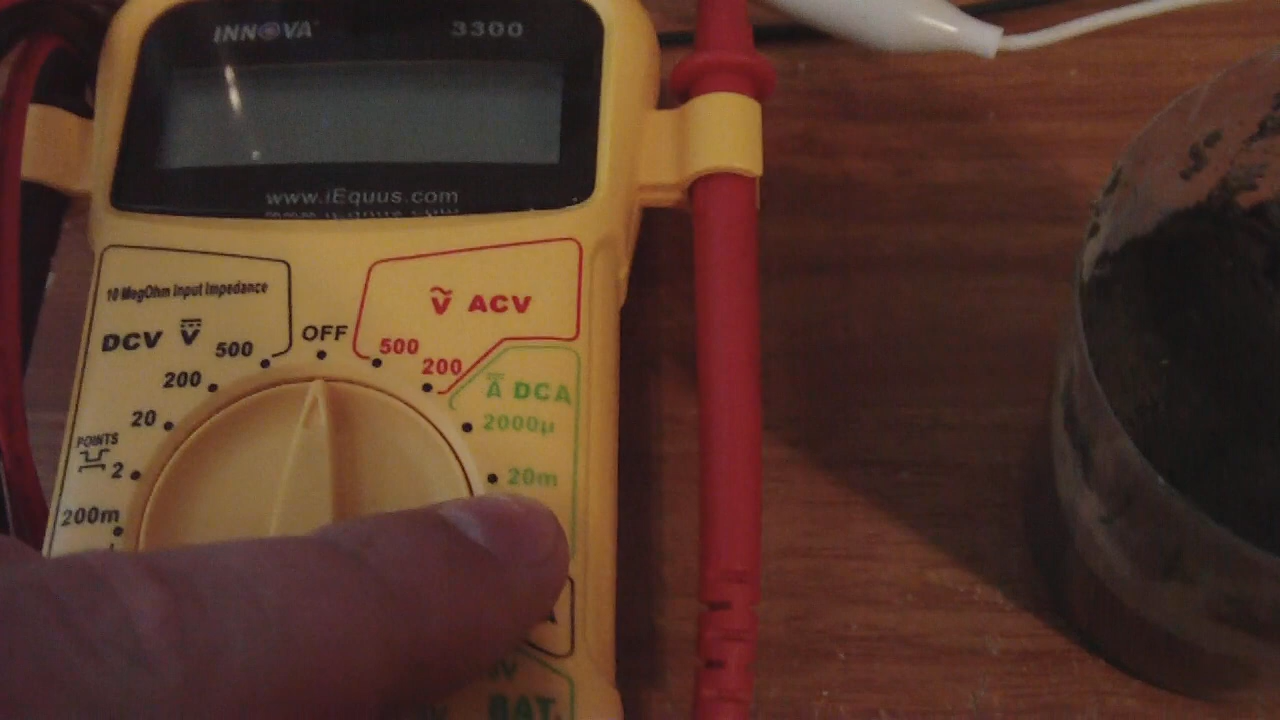 INNOVA 3300
www.iEquus.com
10 MegOhm Input Impedance
DCV V
500
OFF
V ACV
500
200
200
A DCA
2000µ
20
POINTS
2
20m
200m
BAT.